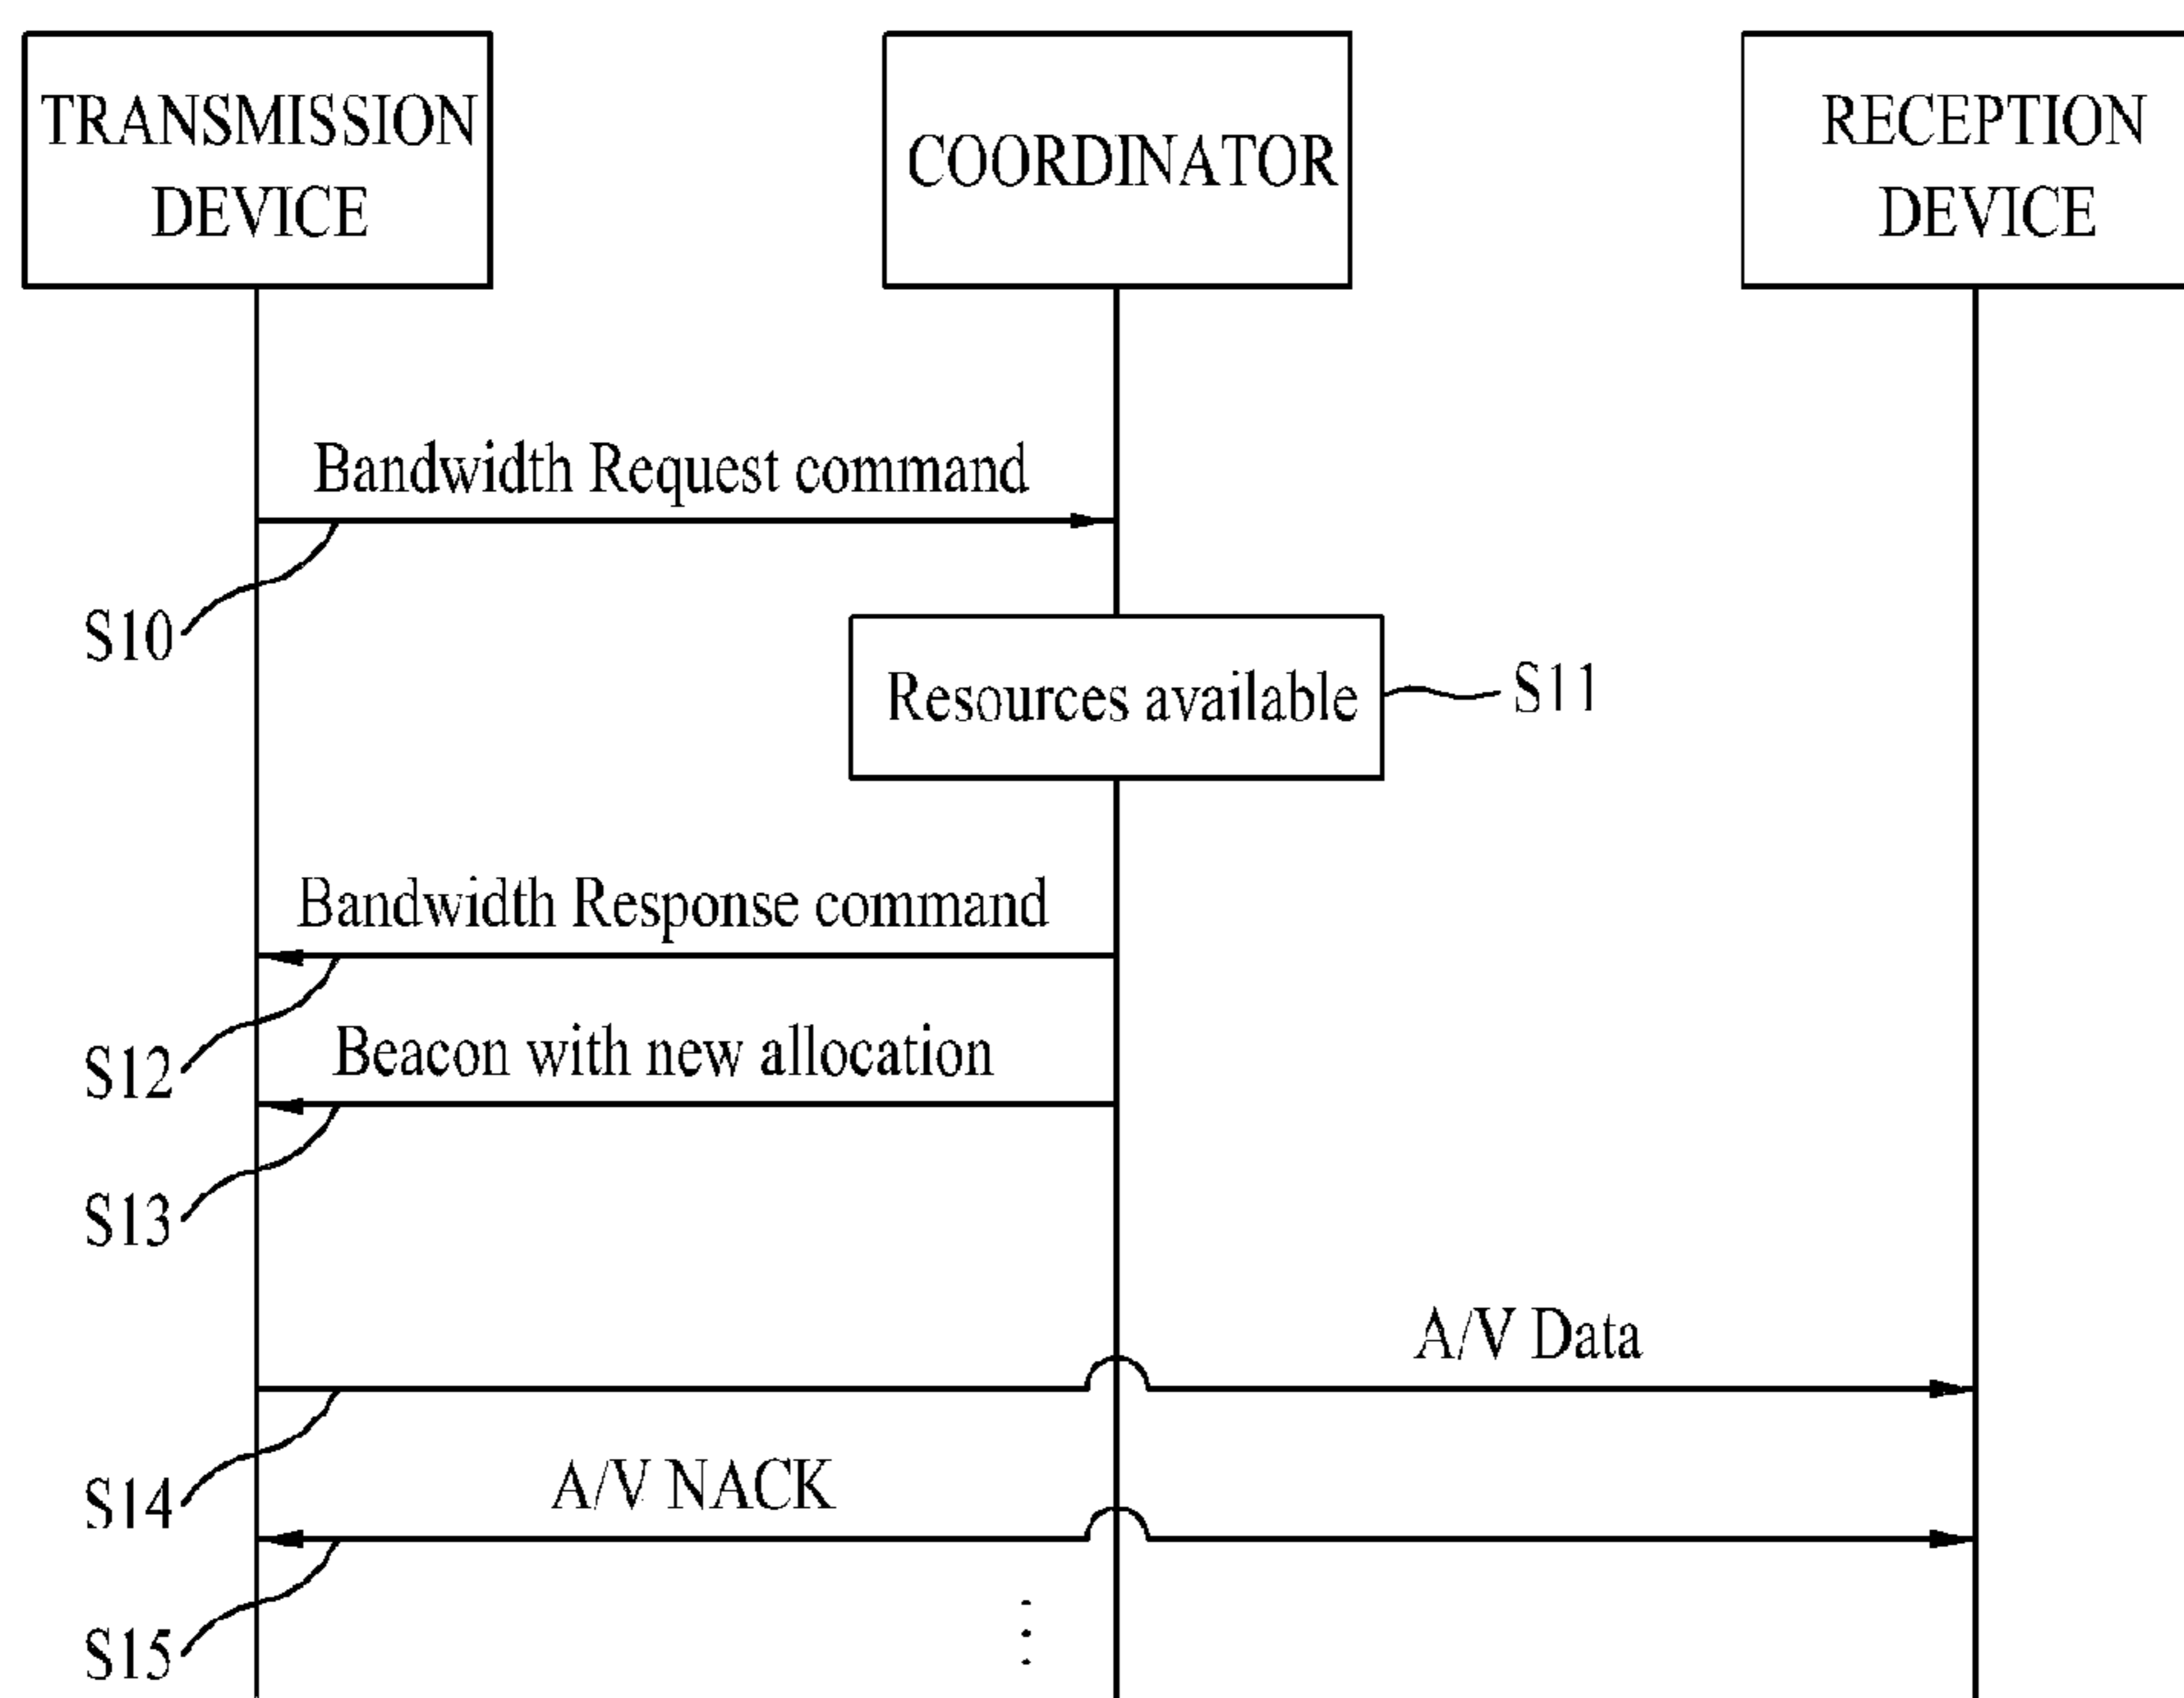 TRANSMISSION
DEVICE
COORDINATOR
RECEPTION
DEVICE
Bandwidth Request command
S10
Resources available
S11
Bandwidth Response command
S12
Beacon with new allocation
S13
A/V Data
S14
A/V NACK
S15